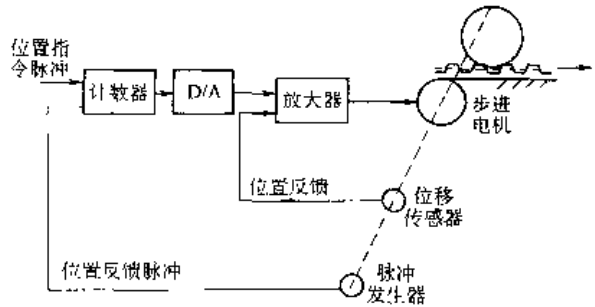 位置指
令脉冲
计数器
D/A
放大器
步进
电机
位置反馈
位移
传感器
位置反馈脉冲
脉冲
发生器